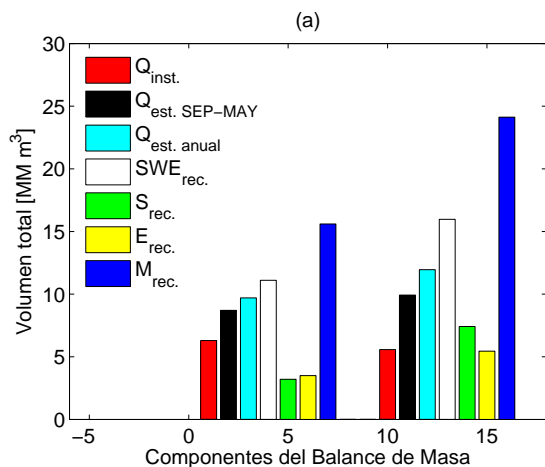 (a)
Volumen total [MM m³]
30
25
20
15
10
5
0
Q_inst.
Q_est. SEP−MAY
Q_est. anual
SWE_rec.
S_rec.
E_rec.
M_rec.
−5 0 5 10 15
Componentes del Balance de Masa